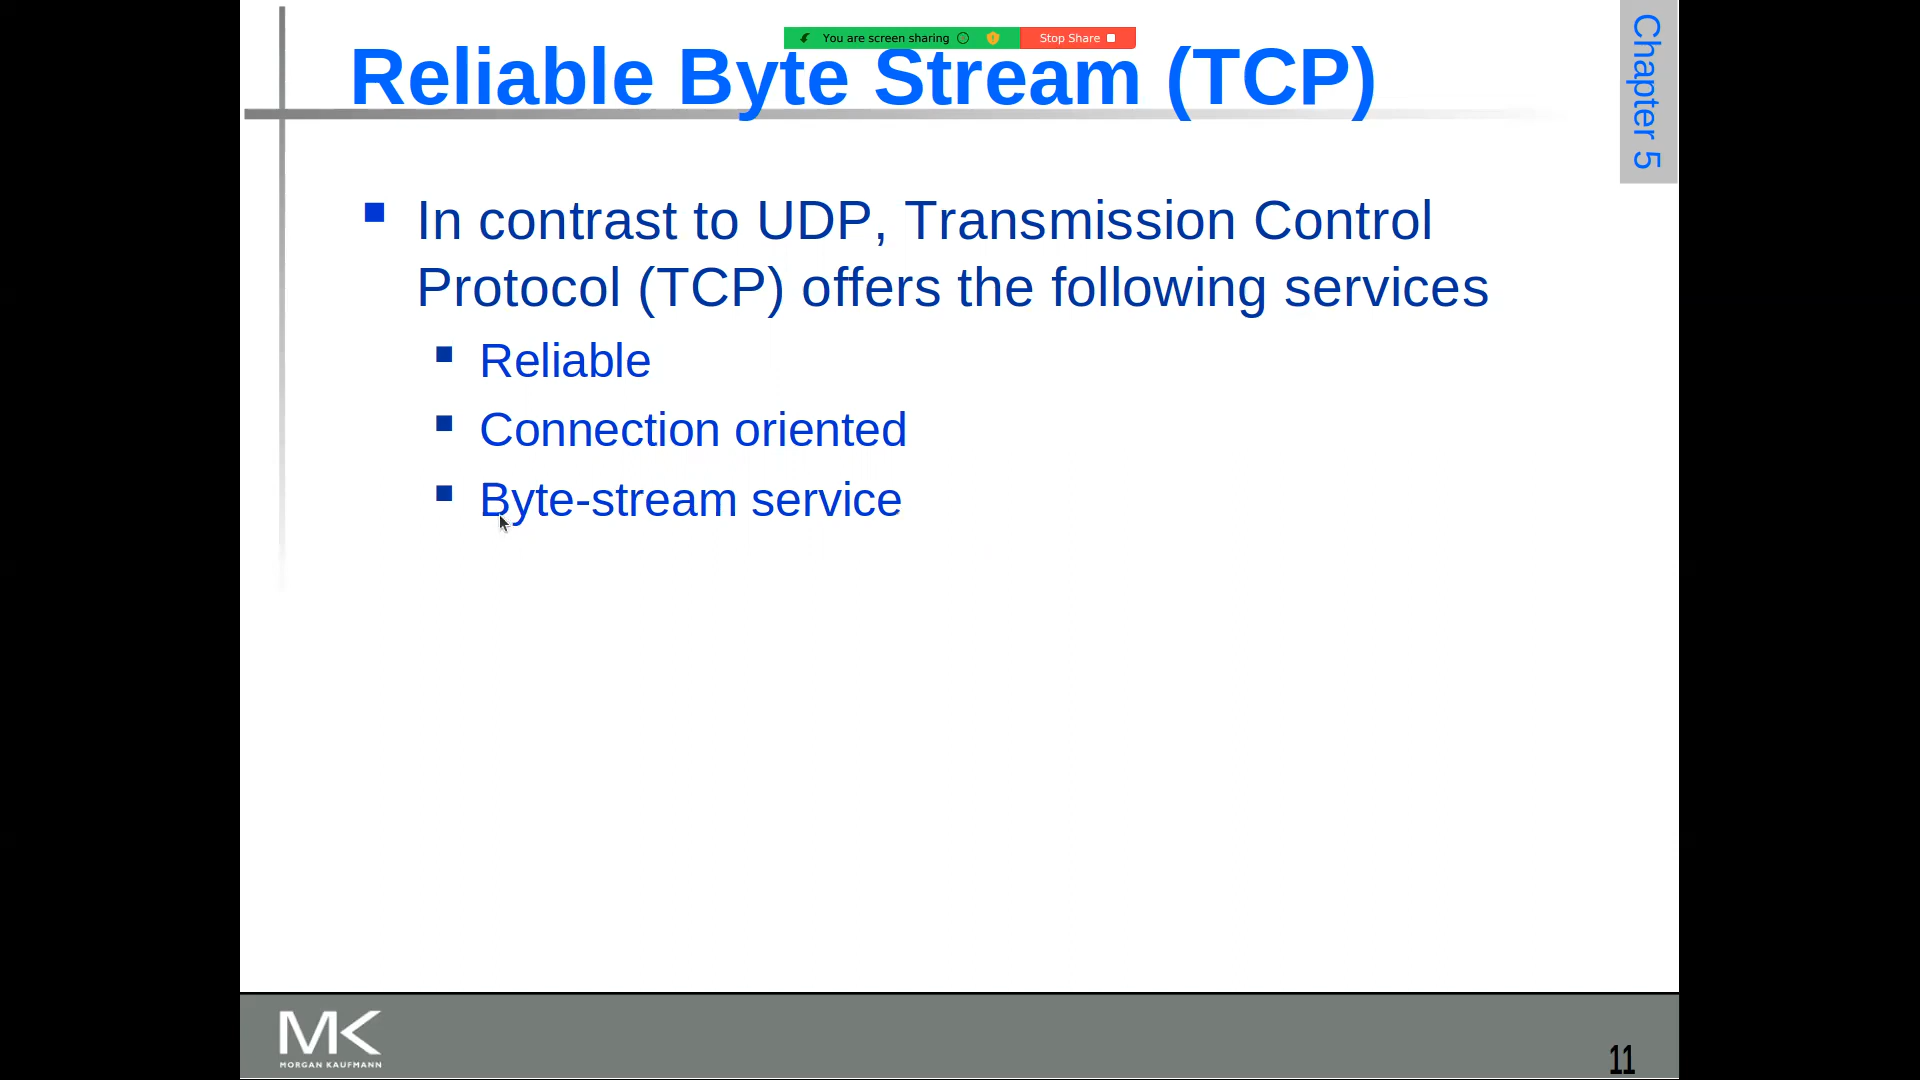 You are screen sharing
Stop Share
Reliable Byte Stream (TCP)
Chapter 5
In contrast to UDP, Transmission Control
Protocol (TCP) offers the following services
Reliable
Connection oriented
Byte-stream service
MK
MORGAN KAUFMANN
11